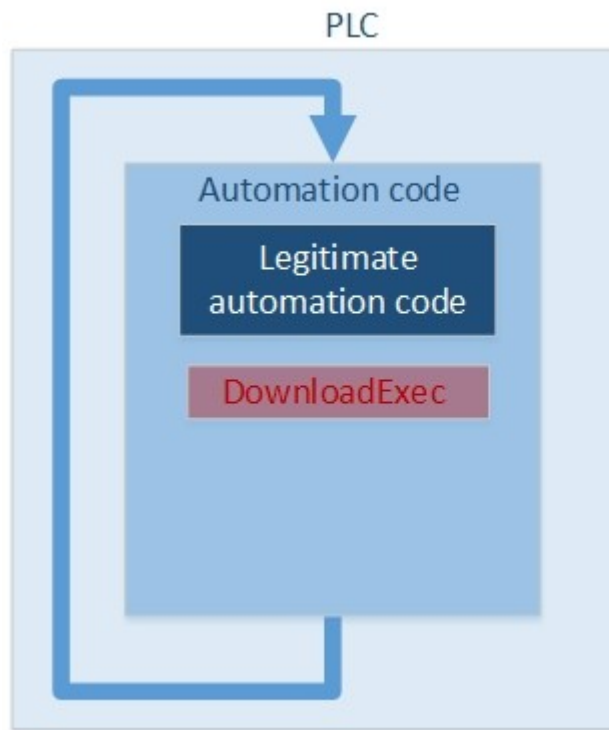 PLC
Automation code
Legitimate
automation code
DownloadExec